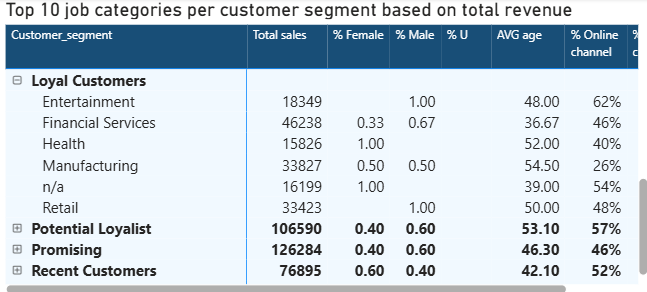 Top 10 job categories per customer segment based on total revenue
Customer_segment Total sales % Female % Male % U AVG age % Online channel %
Loyal Customers
Entertainment 18349 1.00 48.00 62%
Financial Services 46238 0.33 0.67 36.67 46%
Health 15826 1.00 52.00 40%
Manufacturing 33827 0.50 0.50 54.50 26%
n/a 16199 1.00 39.00 54%
Retail 33423 1.00 50.00 48%
Potential Loyalist 106590 0.40 0.60 53.10 57%
Promising 126284 0.40 0.60 46.30 46%
Recent Customers 76895 0.60 0.40 42.10 52%